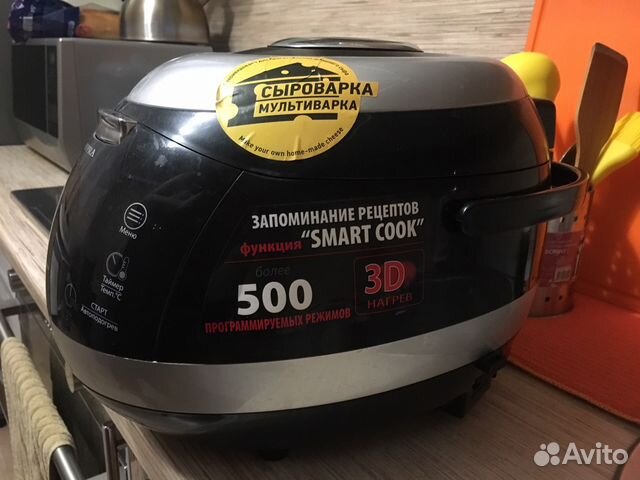 СЫРОВАРКА
МУЛЬТИВАРКА
Make your own home-made cheese
ЗАПОМИНАНИЕ РЕЦЕПТОВ
функция "SMART COOK"
более
500
ПРОГРАММИРУЕМЫХ РЕЖИМОВ
3D
НАГРЕВ
Меню
Таймер
Темп.°С
СТАРТ
Автоподогрев
Avito